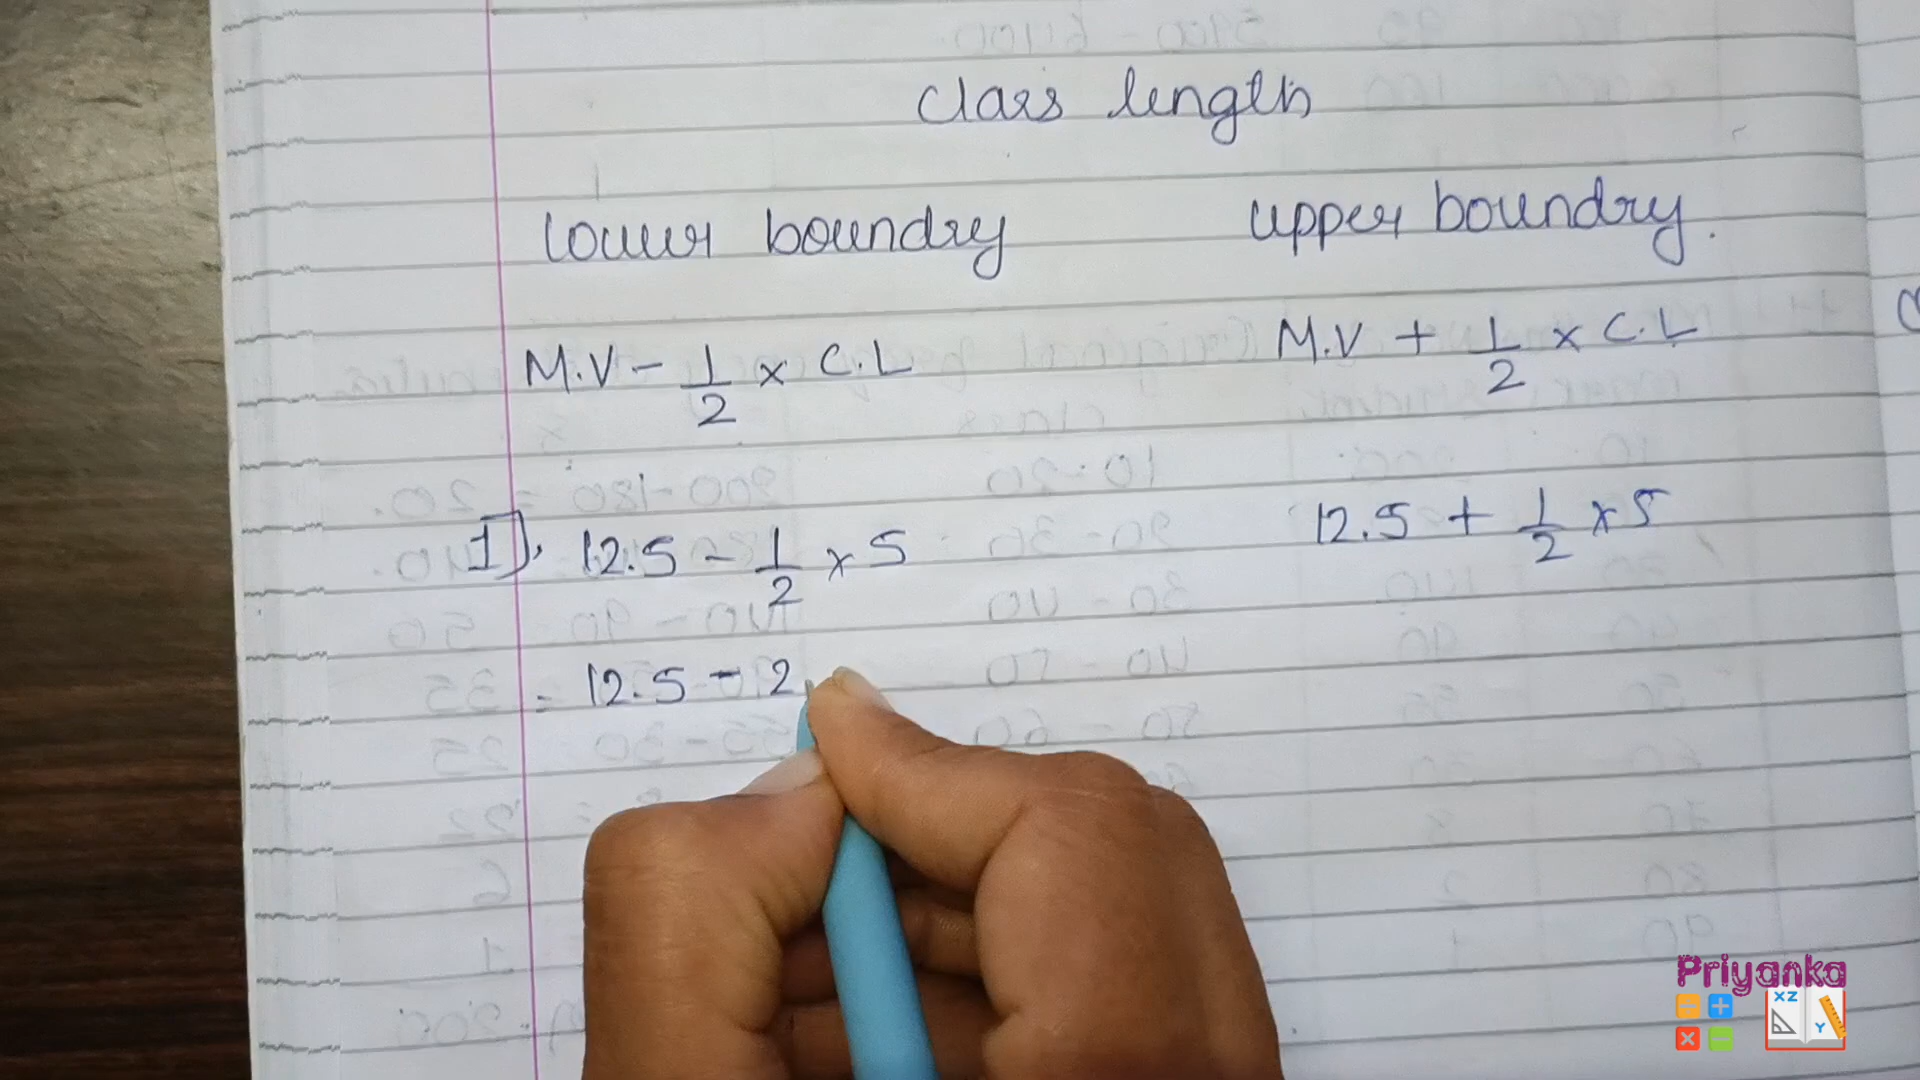 class length
lower boundry
upper boundry.
M.V - 1/2 x C.L
M.V + 1/2 x C.L
1). 12.5 - 1/2 x 5
12.5 + 1/2 x 5
= 12.5 - 2
Priyanka
XZ
Y